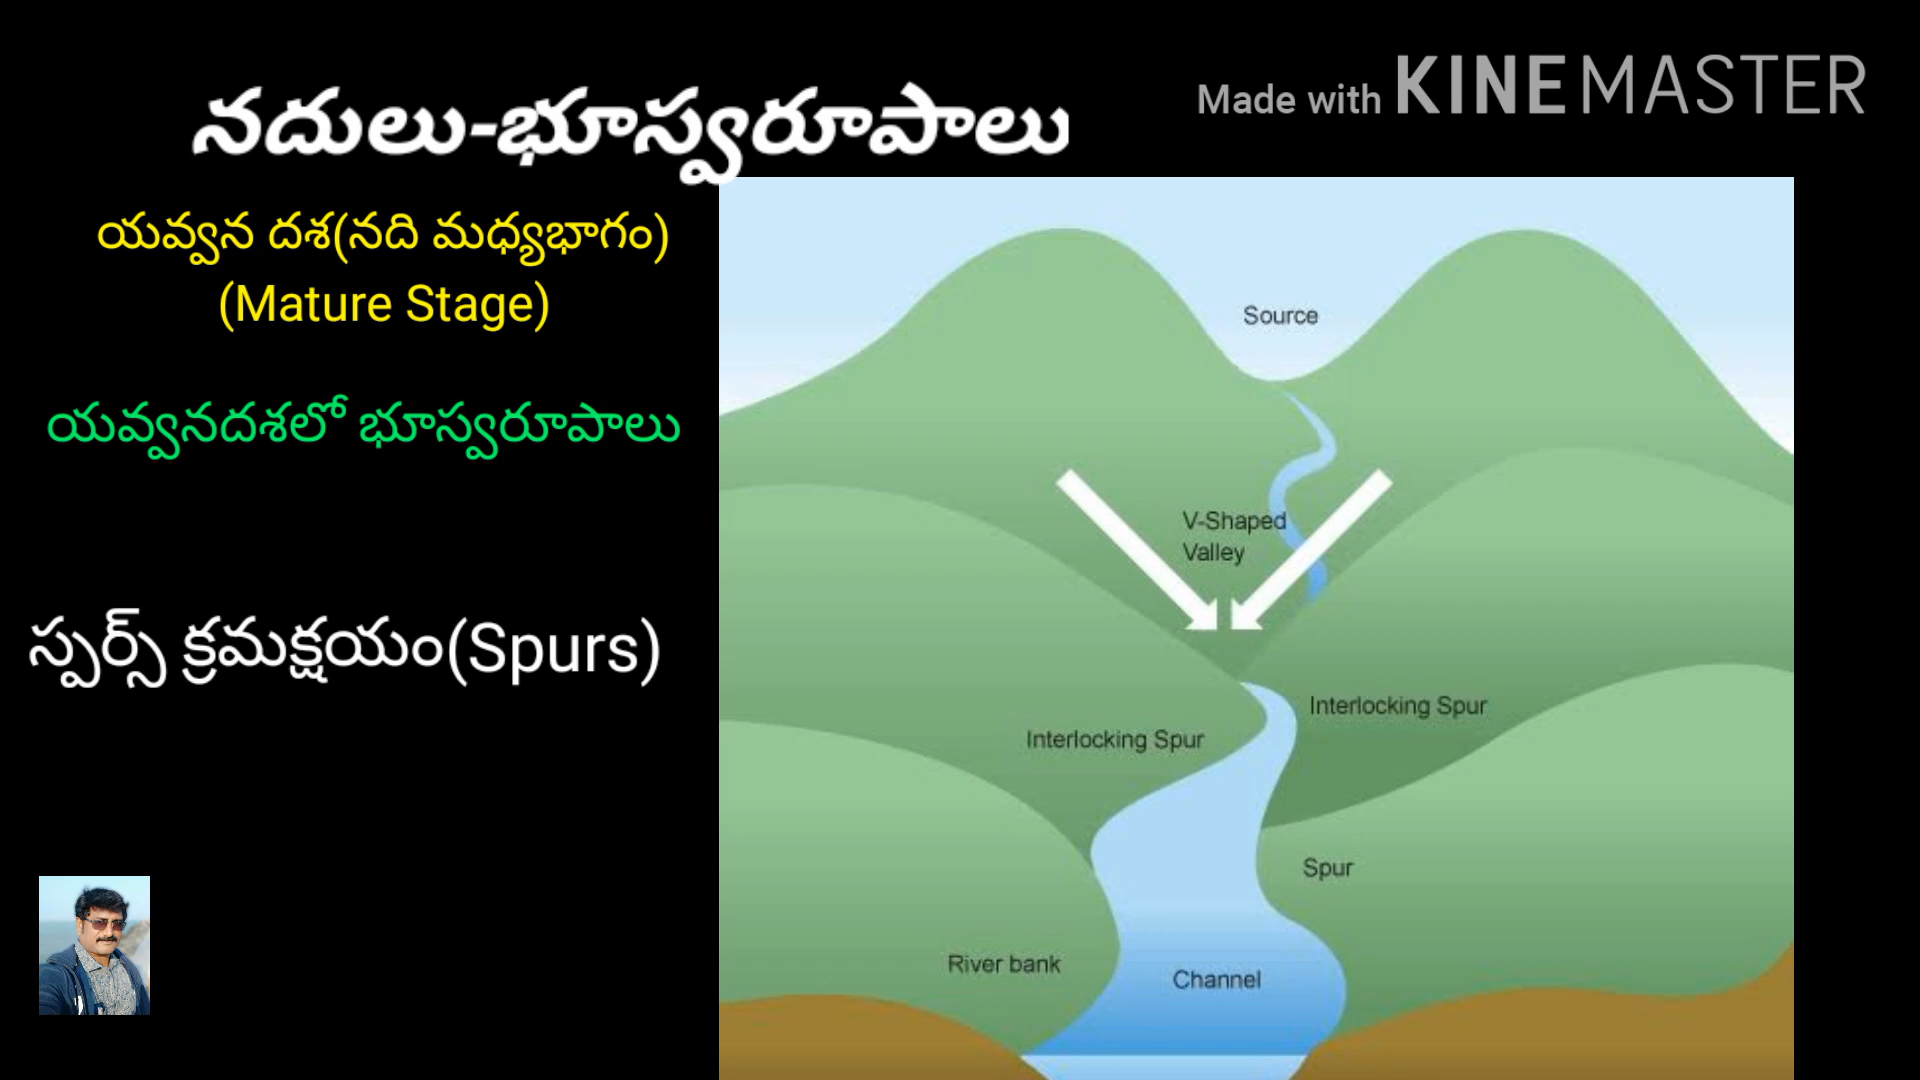 నదులు-భూస్వరూపాలు
Made with KINEMASTER
యవ్వన దశ(నది మధ్యభాగం)
(Mature Stage)
యవ్వనదశలో భూస్వరూపాలు
స్పర్స్ క్రమక్షయం(Spurs)
Source
V-Shaped
Valley
Interlocking Spur
Interlocking Spur
Spur
River bank
Channel